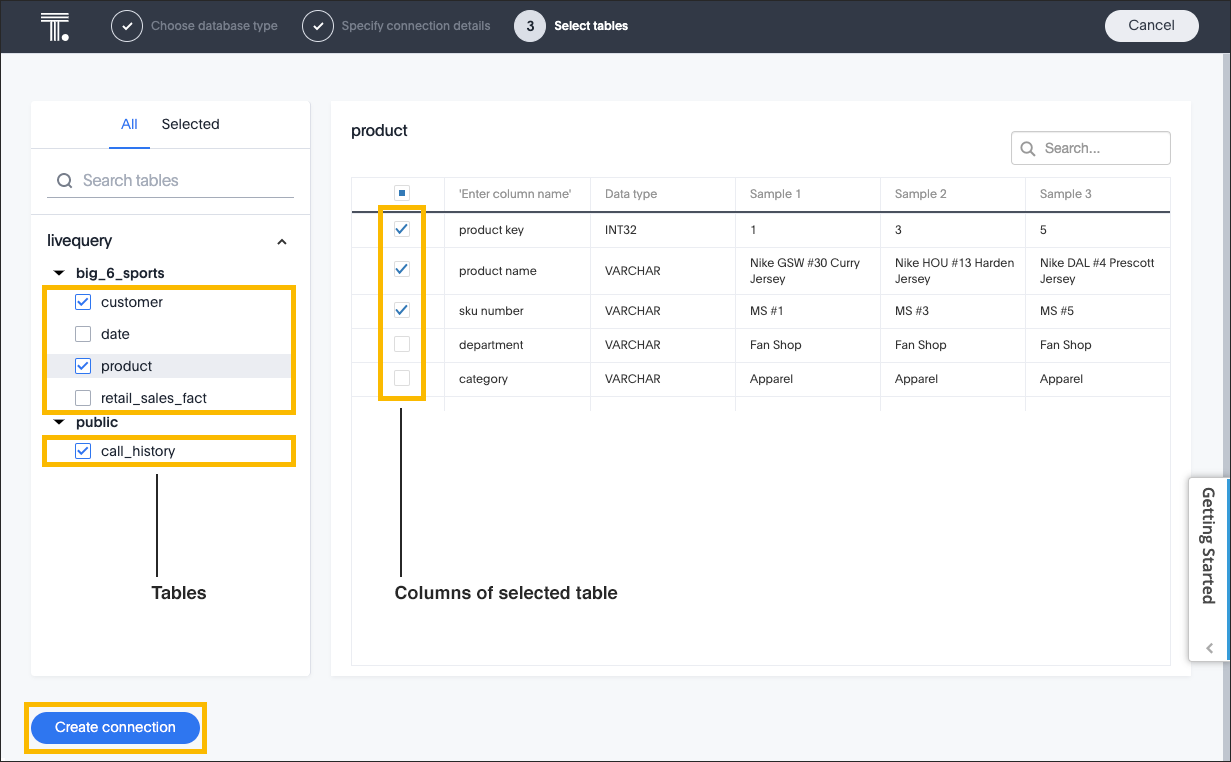 T.
Choose database type
Specify connection details
3
Select tables
Cancel
All
Selected
Search tables
livequery
big_6_sports
customer
date
product
retail_sales_fact
public
call_history
Tables
product
Search...
'Enter column name' Data type Sample 1 Sample 2 Sample 3
product key INT32 1 3 5
product name VARCHAR Nike GSW #30 Curry Jersey Nike HOU #13 Harden Jersey Nike DAL #4 Prescott Jersey
sku number VARCHAR MS #1 MS #3 MS #5
department VARCHAR Fan Shop Fan Shop Fan Shop
category VARCHAR Apparel Apparel Apparel
Columns of selected table
Getting Started
Create connection